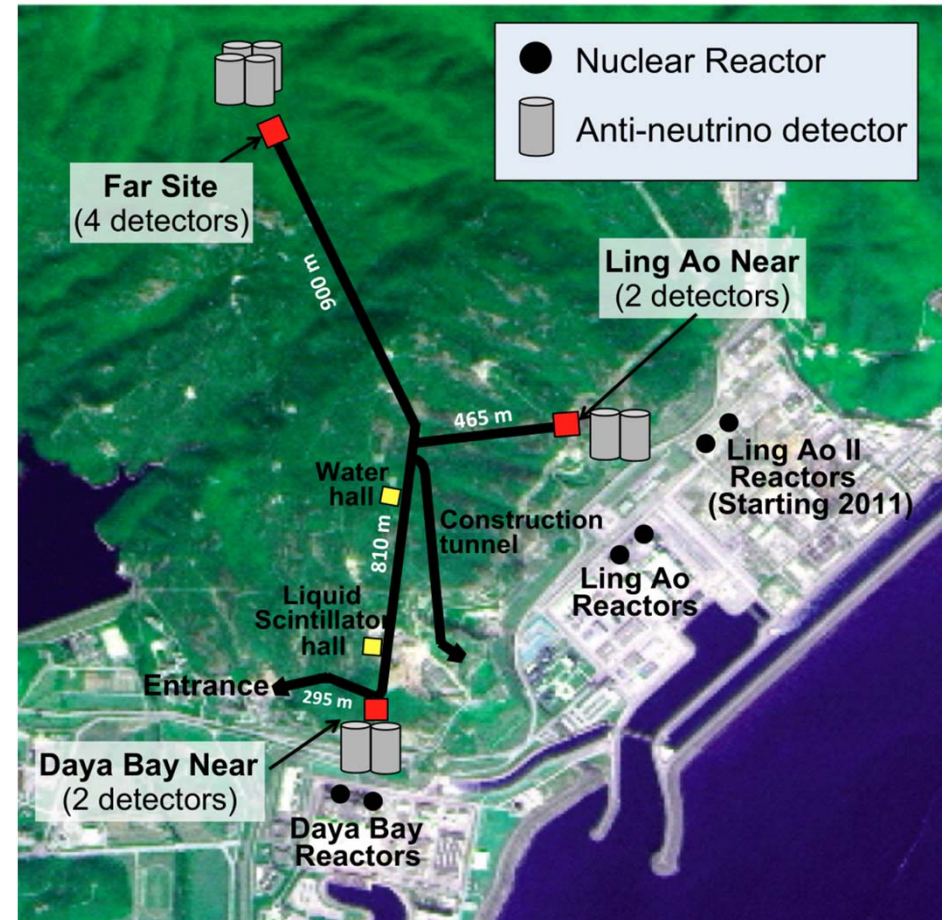 Nuclear Reactor
Anti-neutrino detector
Far Site
(4 detectors)
900 m
Ling Ao Near
(2 detectors)
465 m
Ling Ao II
Reactors
(Starting 2011)
Water
hall
810 m
Construction
tunnel
Ling Ao
Reactors
Liquid
Scintillator
hall
Entrance
295 m
Daya Bay Near
(2 detectors)
Daya Bay
Reactors